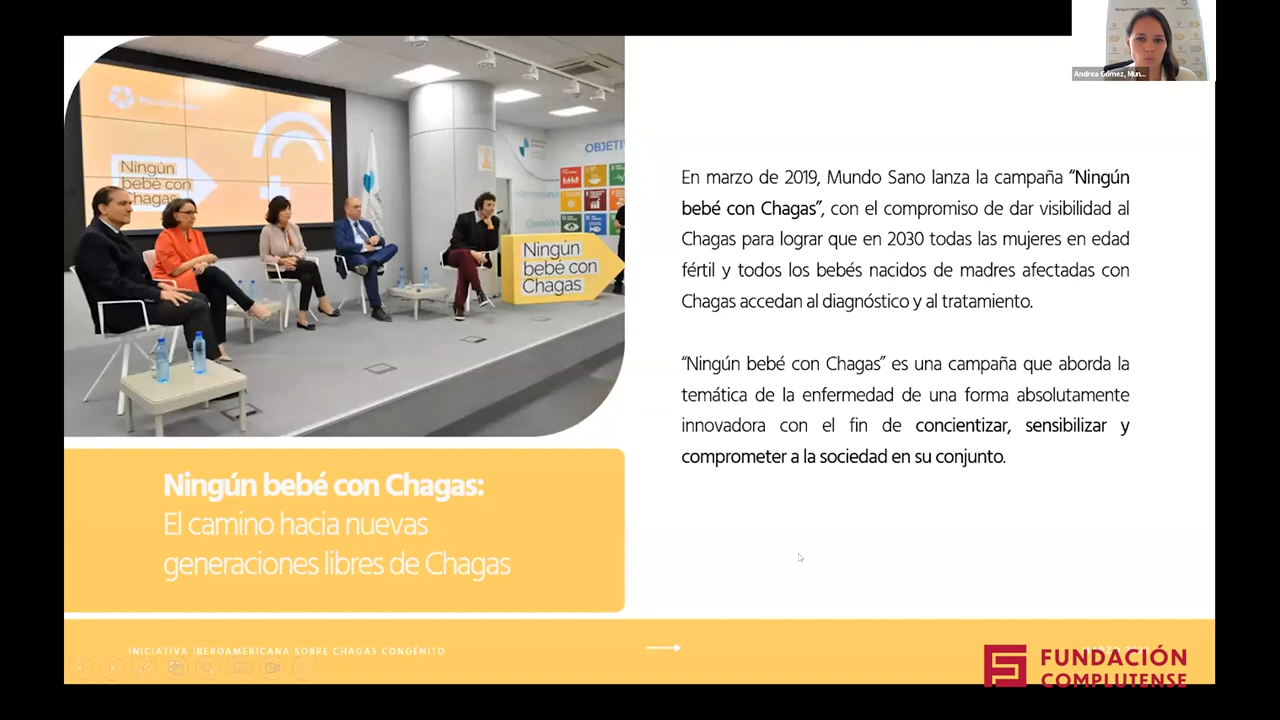 Andrea Gómez, Mun...
Ningún
bebé con
Chagas
OBJETIV
Ningún
bebé con
Chagas
En marzo de 2019, Mundo Sano lanza la campaña “Ningún
bebé con Chagas”, con el compromiso de dar visibilidad al
Chagas para lograr que en 2030 todas las mujeres en edad
fértil y todos los bebés nacidos de madres afectadas con
Chagas accedan al diagnóstico y al tratamiento.
“Ningún bebé con Chagas” es una campaña que aborda la
temática de la enfermedad de una forma absolutamente
innovadora con el fin de concientizar, sensibilizar y
comprometer a la sociedad en su conjunto.
Ningún bebé con Chagas:
El camino hacia nuevas
generaciones libres de Chagas
INICIATIVA IBEROAMERICANA SOBRE CHAGAS CONGÉNITO
FUNDACIÓN
COMPLUTENSE